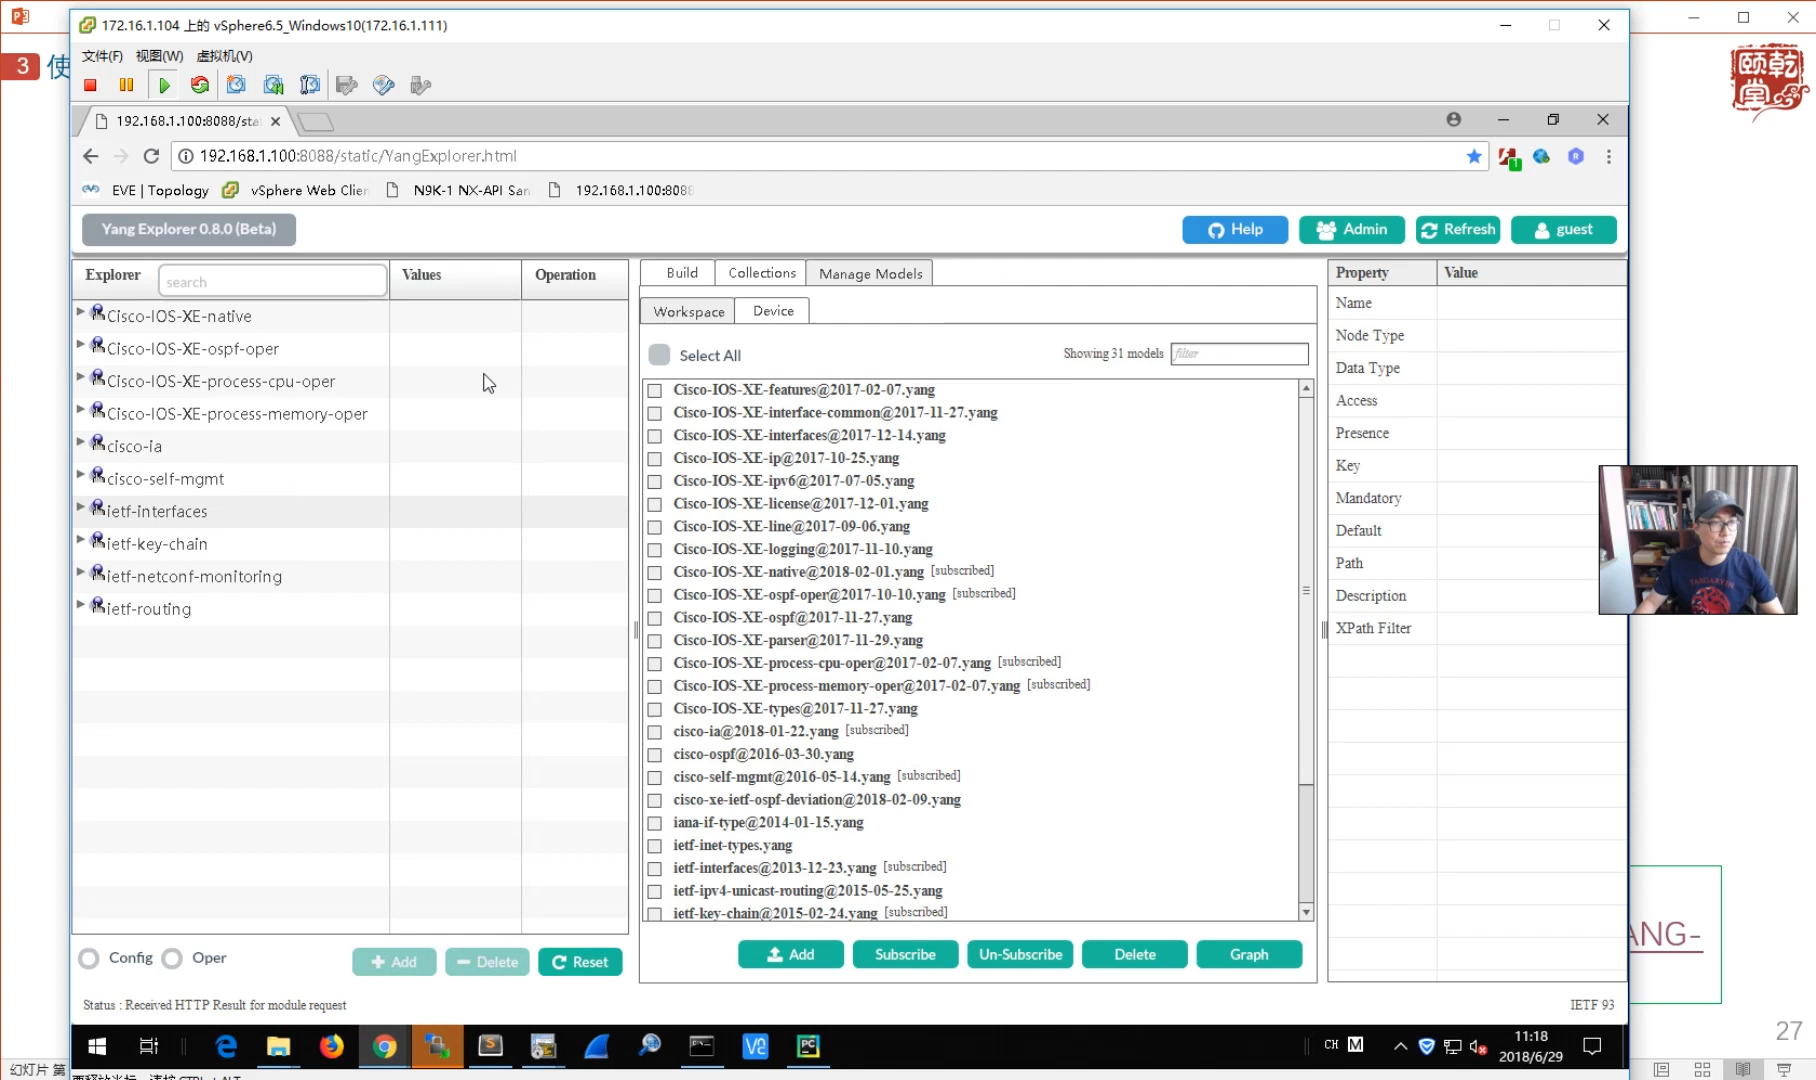 172.16.1.104 上的 vSphere6.5_Windows10(172.16.1.111)
3 使
文件(F) 视图(W) 虚拟机(V)
颐乾堂
192.168.1.100:8088/sta
192.168.1.100:8088/static/YangExplorer.html
EVE | Topology vSphere Web Clien N9K-1 NX-API San 192.168.1.100:8088
Yang Explorer 0.8.0 (Beta)
Help Admin Refresh guest
Explorer search Values Operation
Cisco-IOS-XE-native
Cisco-IOS-XE-ospf-oper
Cisco-IOS-XE-process-cpu-oper
Cisco-IOS-XE-process-memory-oper
cisco-ia
cisco-self-mgmt
ietf-interfaces
ietf-key-chain
ietf-netconf-monitoring
ietf-routing
Config Oper Add Delete Reset
Build Collections Manage Models
Workspace Device
Select All Showing 31 models filter
Cisco-IOS-XE-features@2017-02-07.yang
Cisco-IOS-XE-interface-common@2017-11-27.yang
Cisco-IOS-XE-interfaces@2017-12-14.yang
Cisco-IOS-XE-ip@2017-10-25.yang
Cisco-IOS-XE-ipv6@2017-07-05.yang
Cisco-IOS-XE-license@2017-12-01.yang
Cisco-IOS-XE-line@2017-09-06.yang
Cisco-IOS-XE-logging@2017-11-10.yang
Cisco-IOS-XE-native@2018-02-01.yang [subscribed]
Cisco-IOS-XE-ospf-oper@2017-10-10.yang [subscribed]
Cisco-IOS-XE-ospf@2017-11-27.yang
Cisco-IOS-XE-parser@2017-11-29.yang
Cisco-IOS-XE-process-cpu-oper@2017-02-07.yang [subscribed]
Cisco-IOS-XE-process-memory-oper@2017-02-07.yang [subscribed]
Cisco-IOS-XE-types@2017-11-27.yang
cisco-ia@2018-01-22.yang [subscribed]
cisco-ospf@2016-03-30.yang
cisco-self-mgmt@2016-05-14.yang [subscribed]
cisco-xe-ietf-ospf-deviation@2018-02-09.yang
iana-if-type@2014-01-15.yang
ietf-inet-types.yang
ietf-interfaces@2013-12-23.yang [subscribed]
ietf-ipv4-unicast-routing@2015-05-25.yang
ietf-key-chain@2015-02-24.yang [subscribed]
Add Subscribe Un-Subscribe Delete Graph
Property Value
Name
Node Type
Data Type
Access
Presence
Key
Mandatory
Default
Path
Description
XPath Filter
ANG-
Status : Received HTTP Result for module request
IETF 93
CH M
11:18
2018/6/29
27
幻灯片 第